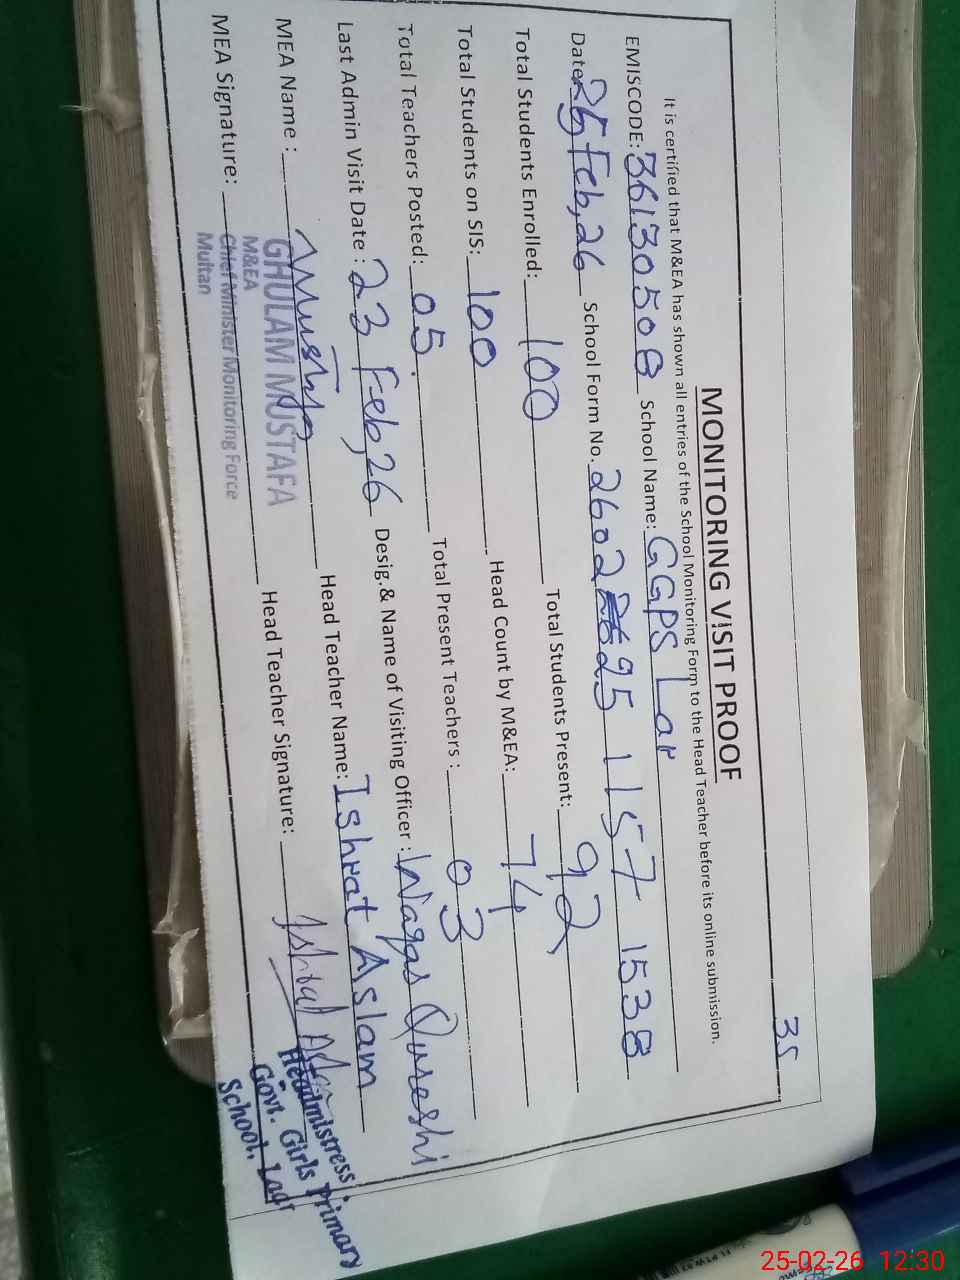 35
MONITORING VISIT PROOF
It is certified that M&EA has shown all entries of the School Monitoring Form to the Head Teacher before its online submission.
EMISCODE: 36130508 School Name: GGPS Lar
Date: 25 Feb, 26 School Form No. 2602 25 1157 1538
Total Students Enrolled: 100 Total Students Present: 92
Total Students on SIS: 100 Head Count by M&EA: 74
Total Teachers Posted: 05. Total Present Teachers : 03
Last Admin Visit Date : 23 Feb, 26 Desig.& Name of Visiting Officer : Waqas Qureshi
MEA Name : Head Teacher Name: Ishrat Aslam
MEA Signature: Head Teacher Signature: Ishrat
GHULAM MUSTAFA
M&EA
Chief Minister Monitoring Force
Multan
Headmistress
Govt. Girls Primary
School, Laar
25-02-26 12:30